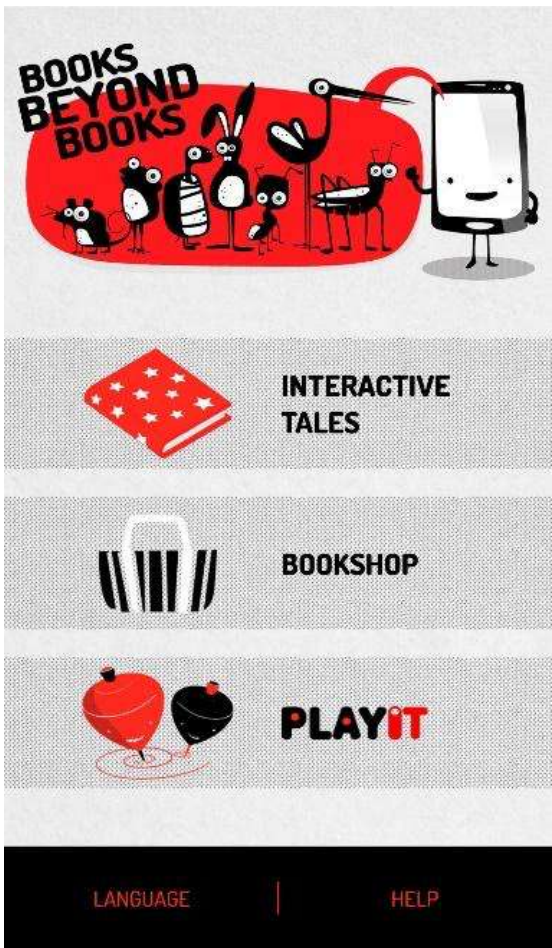 BOOKS
BEYOND
BOOKS
INTERACTIVE
TALES
BOOKSHOP
PLAYiT
LANGUAGE
HELP